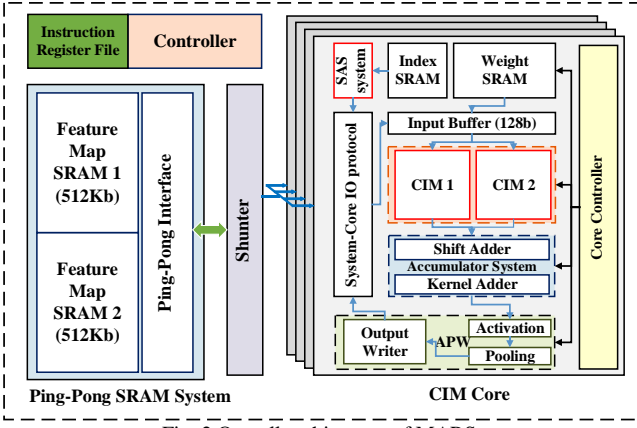 Instruction
Register File
Controller
Feature
Map
SRAM 1
(512Kb)
Feature
Map
SRAM 2
(512Kb)
Ping-Pong Interface
Shunter
Ping-Pong SRAM System
SAS
system
Index
SRAM
Weight
SRAM
Input Buffer (128b)
System-Core IO protocol
CIM 1
CIM 2
Shift Adder
Accumulator System
Kernel Adder
Output
Writer
APW
Activation
Pooling
Core Controller
CIM Core